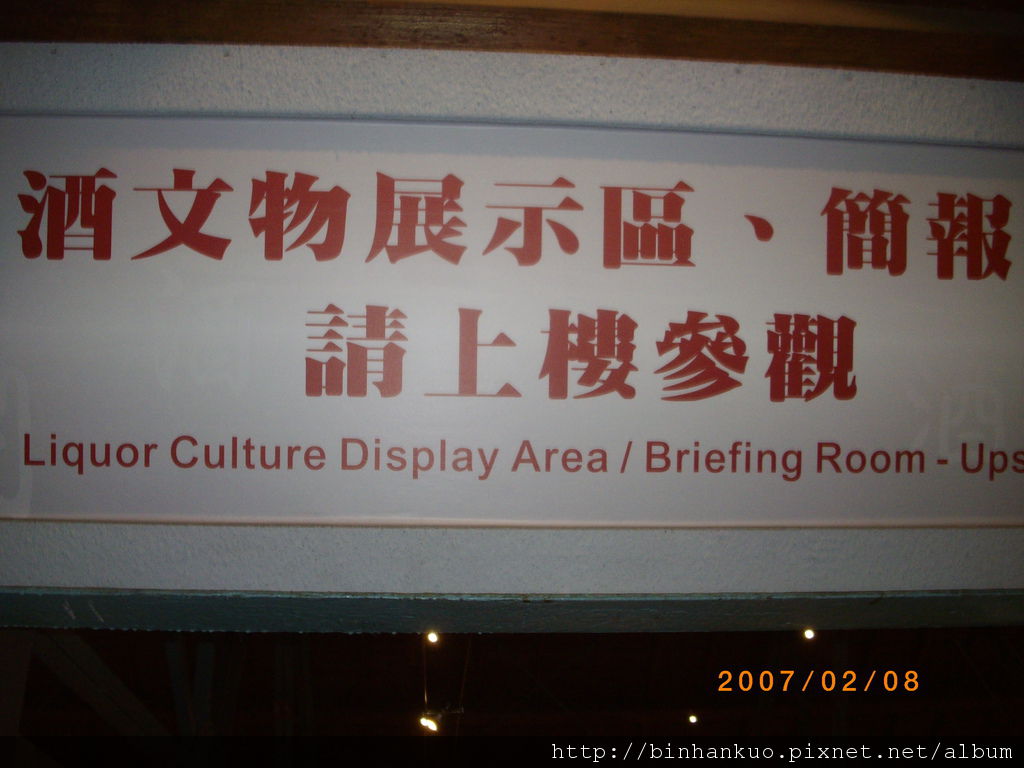 酒文物展示區、簡報
請上樓參觀
Liquor Culture Display Area / Briefing Room - Ups
2007/02/08
http://binhankuo.pixnet.net/album